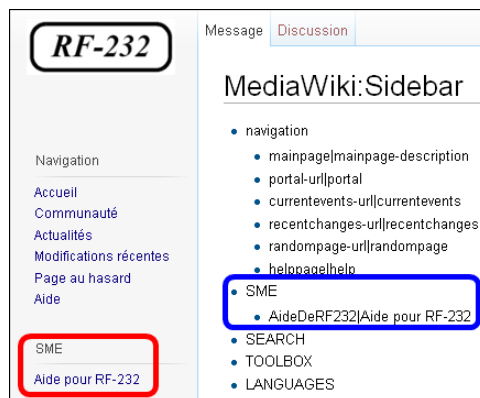 RF-232
Navigation
Accueil
Communauté
Actualités
Modifications récentes
Page au hasard
Aide
SME
Aide pour RF-232
Message Discussion
MediaWiki:Sidebar
navigation
mainpage|mainpage-description
portal-url|portal
currentevents-url|currentevents
recentchanges-url|recentchanges
randompage-url|randompage
helppage|help
SME
AideDeRF232|Aide pour RF-232
SEARCH
TOOLBOX
LANGUAGES